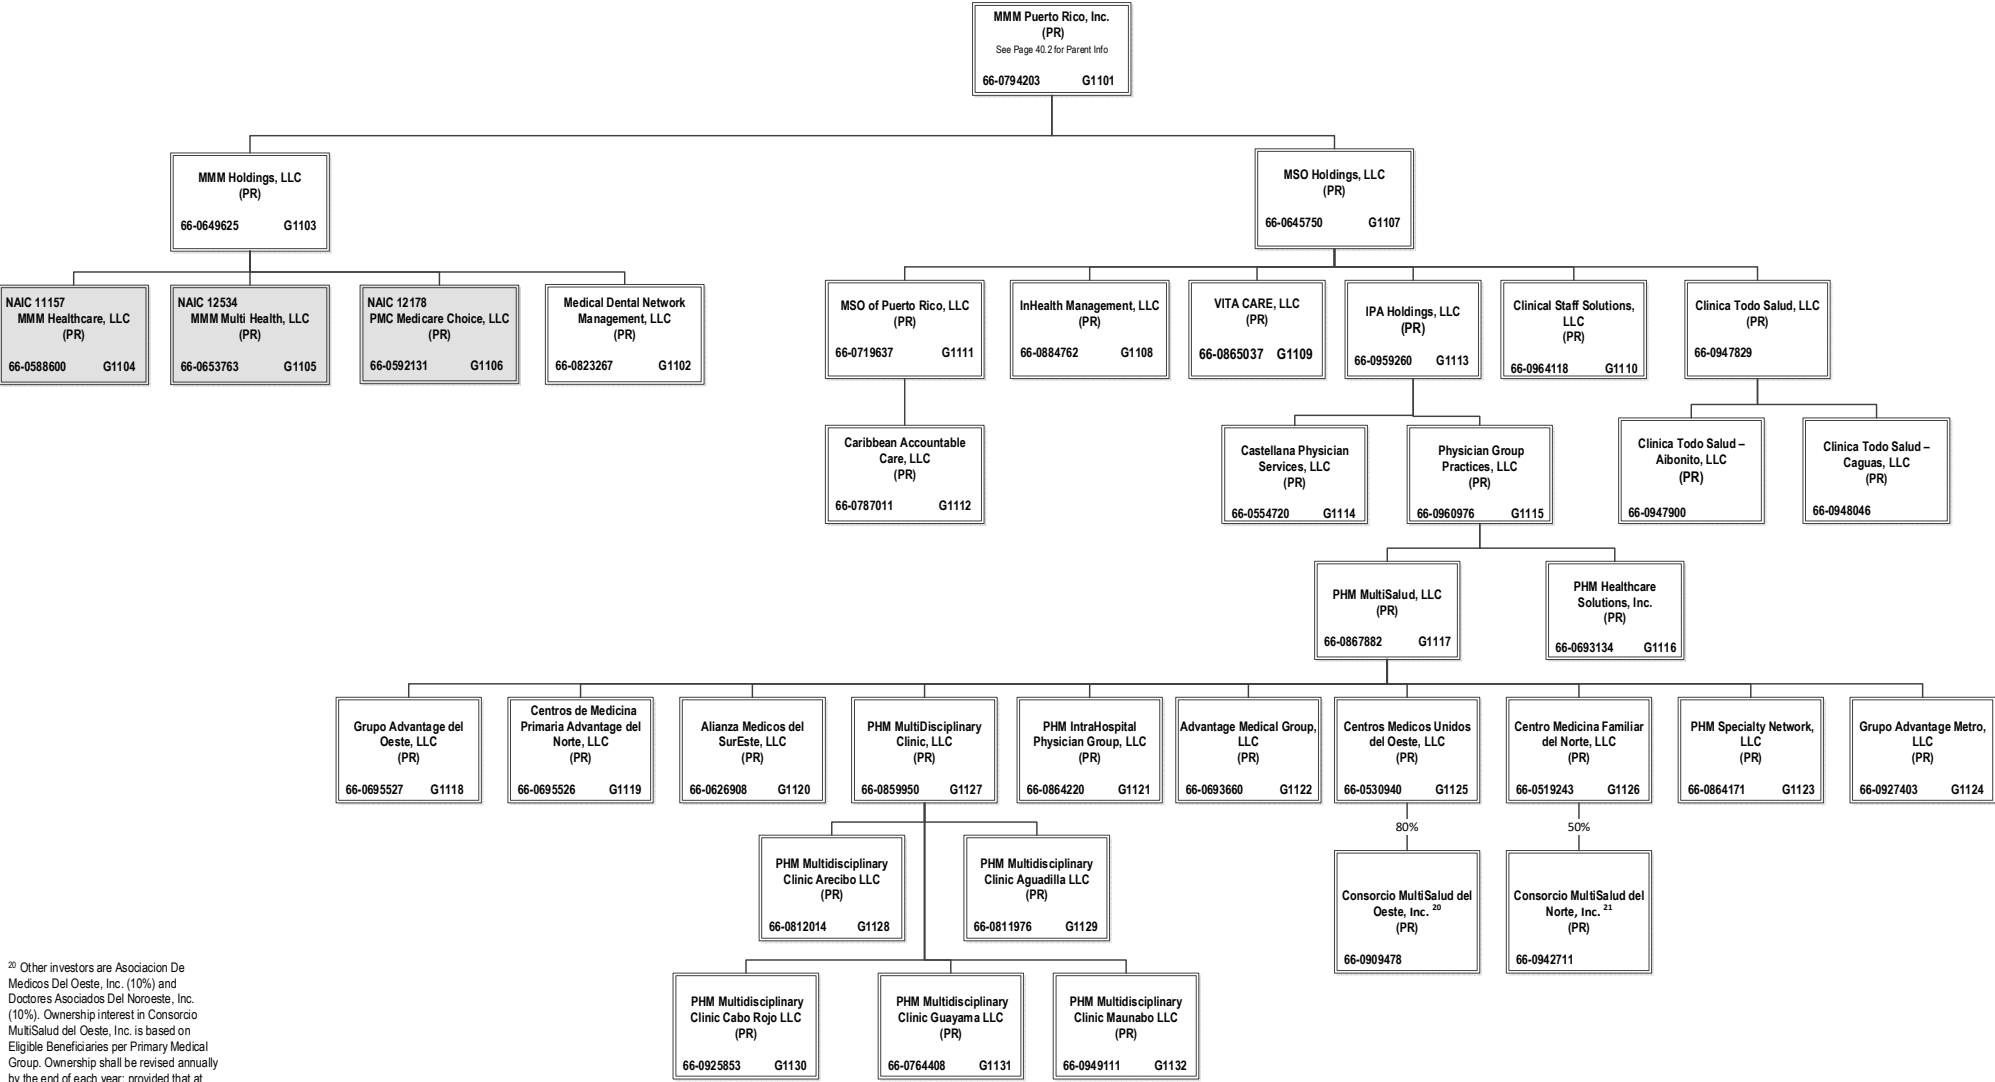 MMM Puerto Rico, Inc.
(PR)
See Page 40.2 for Parent Info
66-0794203 G1101
MMM Holdings, LLC
(PR)
66-0649625 G1103
MSO Holdings, LLC
(PR)
66-0645750 G1107
NAIC 11157
MMM Healthcare, LLC
(PR)
66-0588600 G1104
NAIC 12534
MMM Multi Health, LLC
(PR)
66-0653763 G1105
NAIC 12178
PMC Medicare Choice, LLC
(PR)
66-0592131 G1106
Medical Dental Network
Management, LLC
(PR)
66-0823267 G1102
MSO of Puerto Rico, LLC
(PR)
66-0719637 G1111
InHealth Management, LLC
(PR)
66-0884762 G1108
VITA CARE, LLC
(PR)
66-0865037 G1109
IPA Holdings, LLC
(PR)
66-0959260 G1113
Clinical Staff Solutions,
LLC
(PR)
66-0964118 G1110
Clinica Todo Salud, LLC
(PR)
66-0947829
Caribbean Accountable
Care, LLC
(PR)
66-0787011 G1112
Castellana Physician
Services, LLC
(PR)
66-0554720 G1114
Physician Group
Practices, LLC
(PR)
66-0960976 G1115
Clinica Todo Salud –
Aibonito, LLC
(PR)
66-0947900
Clinica Todo Salud –
Caguas, LLC
(PR)
66-0948046
PHM MultiSalud, LLC
(PR)
66-0867882 G1117
PHM Healthcare
Solutions, Inc.
(PR)
66-0693134 G1116
Grupo Advantage del
Oeste, LLC
(PR)
66-0695527 G1118
Centros de Medicina
Primaria Advantage del
Norte, LLC
(PR)
66-0695526 G1119
Alianza Medicos del
SurEste, LLC
(PR)
66-0626908 G1120
PHM MultiDisciplinary
Clinic, LLC
(PR)
66-0859950 G1127
PHM IntraHospital
Physician Group, LLC
(PR)
66-0864220 G1121
Advantage Medical Group,
LLC
(PR)
66-0693660 G1122
Centros Medicos Unidos
del Oeste, LLC
(PR)
66-0530940 G1125
Centro Medicina Familiar
del Norte, LLC
(PR)
66-0519243 G1126
PHM Specialty Network,
LLC
(PR)
66-0864171 G1123
Grupo Advantage Metro,
LLC
(PR)
66-0927403 G1124
80%
50%
PHM Multidisciplinary
Clinic Arecibo LLC
(PR)
66-0812014 G1128
PHM Multidisciplinary
Clinic Aguadilla LLC
(PR)
66-0811976 G1129
Consorcio MultiSalud del
Oeste, Inc. 20
(PR)
66-0909478
Consorcio MultiSalud del
Norte, Inc. 21
(PR)
66-0942711
PHM Multidisciplinary
Clinic Cabo Rojo LLC
(PR)
66-0925853 G1130
PHM Multidisciplinary
Clinic Guayama LLC
(PR)
66-0764408 G1131
PHM Multidisciplinary
Clinic Maunabo LLC
(PR)
66-0949111 G1132
20 Other investors are Asociacion De
Medicos Del Oeste, Inc. (10%) and
Doctores Asociados Del Noroeste, Inc.
(10%). Ownership interest in Consorcio
MultiSalud del Oeste, Inc. is based on
Eligible Beneficiaries per Primary Medical
Group. Ownership shall be revised annually
by the end of each year; provided that at